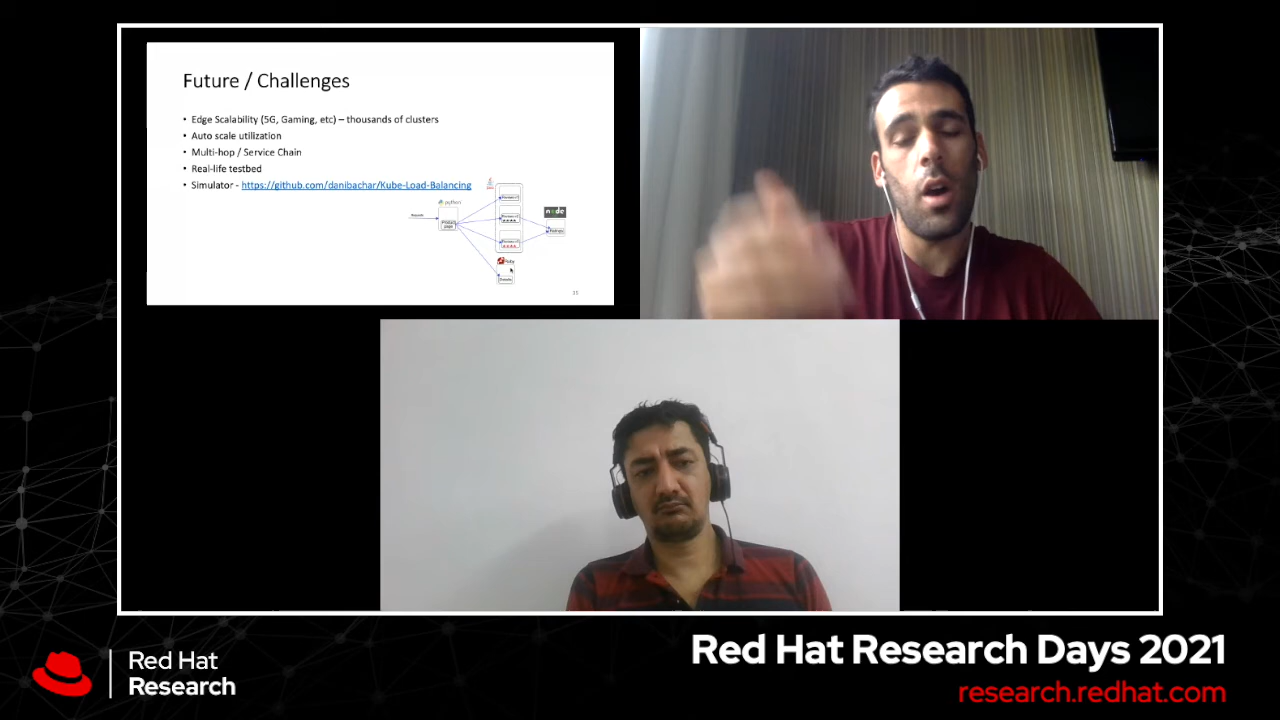 Future / Challenges
• Edge Scalability (5G, Gaming, etc) – thousands of clusters
• Auto scale utilization
• Multi-hop / Service Chain
• Real-life testbed
• Simulator - https://github.com/danibachar/Kube-Load-Balancing
python
node
Red Hat
Research
Red Hat Research Days 2021
research.redhat.com